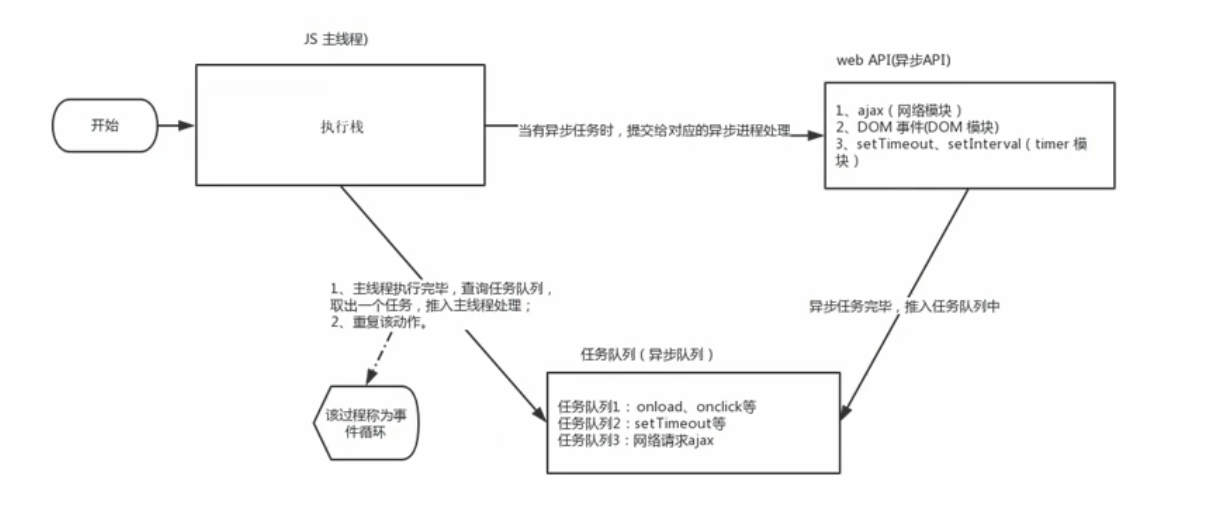 JS 主线程)
web API(异步API)
开始
执行栈
当有异步任务时，提交给对应的异步进程处理
1、ajax（网络模块）
2、DOM 事件(DOM 模块)
3、setTimeout、setInterval（timer 模
块）
1、主线程执行完毕，查询任务队列，
取出一个任务，推入主线程处理；
2、重复该动作。
异步任务完毕，推入任务队列中
任务队列（异步队列）
该过程称为事
件循环
任务队列1：onload、onclick等
任务队列2：setTimeout等
任务队列3：网络请求ajax